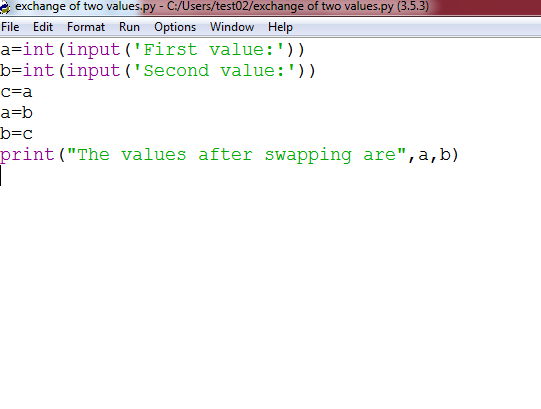 exchange of two values.py - C:/Users/test02/exchange of two values.py (3.5.3)
File Edit Format Run Options Window Help
a=int(input('First value:'))
b=int(input('Second value:'))
c=a
a=b
b=c
print("The values after swapping are",a,b)